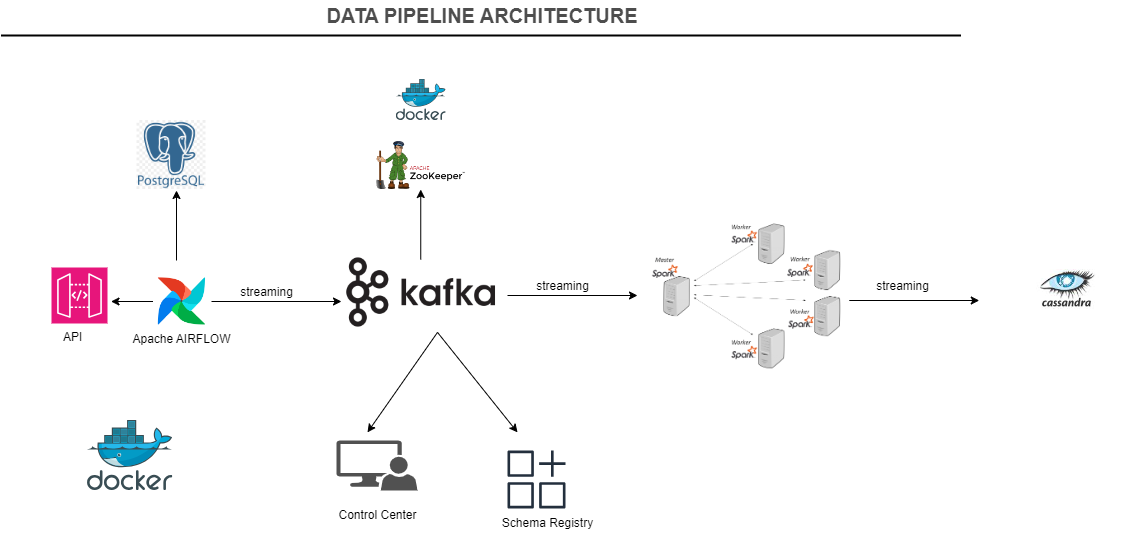 DATA PIPELINE ARCHITECTURE
docker
PostgreSQL
APACHE
ZooKeeper™
Worker
Spark
Master
Spark
Worker
Spark
streaming
kafka
streaming
streaming
cassandra
API
Apache AIRFLOW
Worker
Spark
Worker
Spark
docker
Control Center
Schema Registry